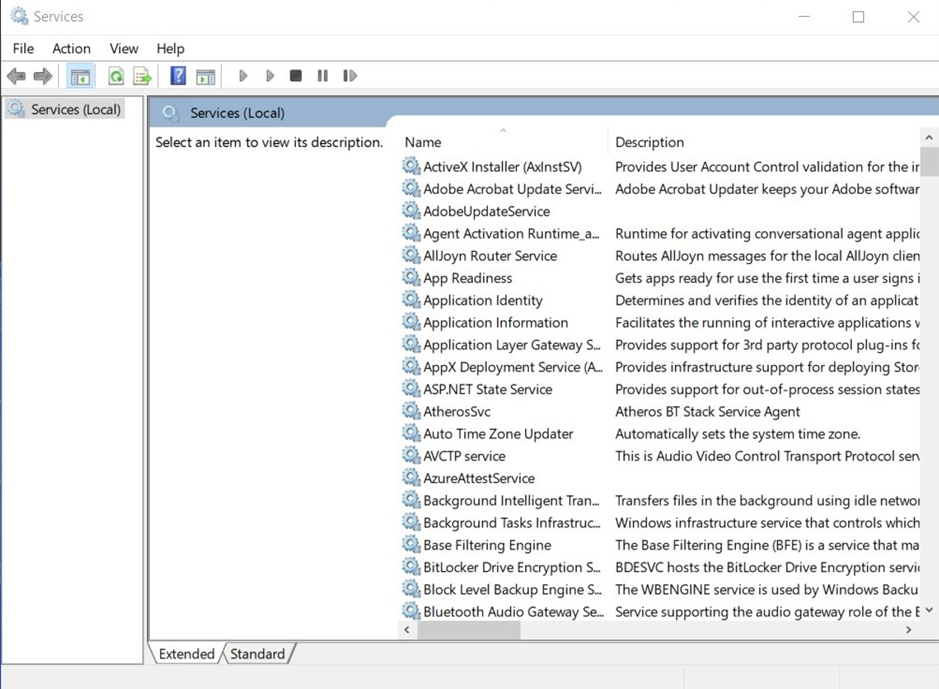 Services
File Action View Help
Services (Local)
Services (Local)
Select an item to view its description.
Name Description
ActiveX Installer (AxInstSV) Provides User Account Control validation for the in
Adobe Acrobat Update Servi... Adobe Acrobat Updater keeps your Adobe softwar
AdobeUpdateService
Agent Activation Runtime_a... Runtime for activating conversational agent applic
AllJoyn Router Service Routes AllJoyn messages for the local AllJoyn clien
App Readiness Gets apps ready for use the first time a user signs i
Application Identity Determines and verifies the identity of an applicat
Application Information Facilitates the running of interactive applications w
Application Layer Gateway S... Provides support for 3rd party protocol plug-ins fo
AppX Deployment Service (A... Provides infrastructure support for deploying Stor
ASP.NET State Service Provides support for out-of-process session states
AtherosSvc Atheros BT Stack Service Agent
Auto Time Zone Updater Automatically sets the system time zone.
AVCTP service This is Audio Video Control Transport Protocol serv
AzureAttestService
Background Intelligent Tran... Transfers files in the background using idle networ
Background Tasks Infrastruc... Windows infrastructure service that controls which
Base Filtering Engine The Base Filtering Engine (BFE) is a service that ma
BitLocker Drive Encryption S... BDESVC hosts the BitLocker Drive Encryption servic
Block Level Backup Engine S... The WBENGINE service is used by Windows Backu
Bluetooth Audio Gateway Se... Service supporting the audio gateway role of the B
Extended Standard